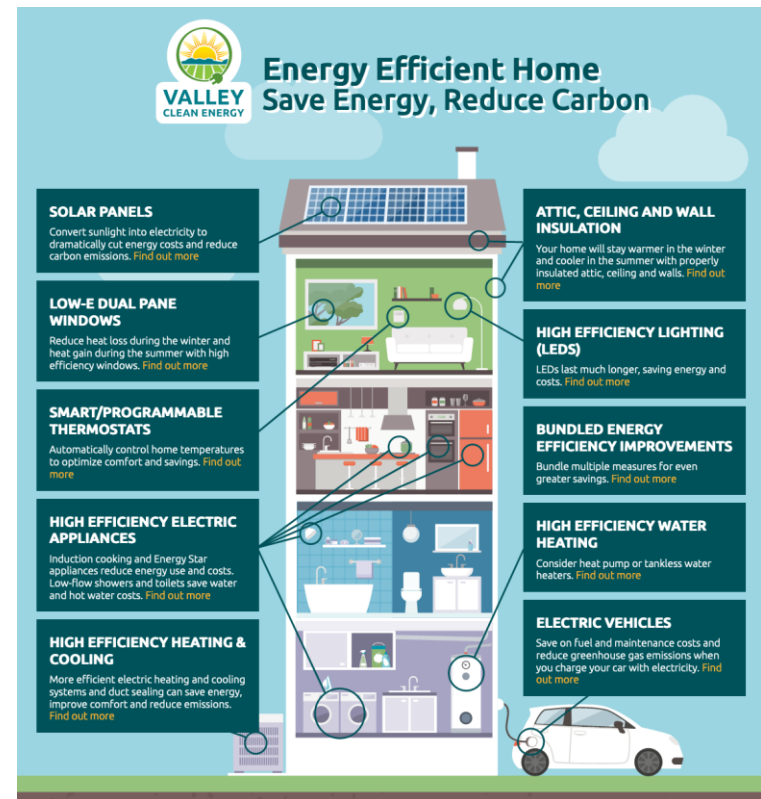 VALLEY
CLEAN ENERGY
Energy Efficient Home
Save Energy, Reduce Carbon
SOLAR PANELS
Convert sunlight into electricity to
dramatically cut energy costs and reduce
carbon emissions. Find out more
LOW-E DUAL PANE
WINDOWS
Reduce heat loss during the winter and
heat gain during the summer with high
efficiency windows. Find out more
SMART/PROGRAMMABLE
THERMOSTATS
Automatically control home temperatures
to optimize comfort and savings. Find out
more
HIGH EFFICIENCY ELECTRIC
APPLIANCES
Induction cooking and Energy Star
appliances reduce energy use and costs.
Low-flow showers and toilets save water
and hot water costs. Find out more
HIGH EFFICIENCY HEATING &
COOLING
More efficient electric heating and cooling
systems and duct sealing can save energy,
improve comfort and reduce emissions.
Find out more
ATTIC, CEILING AND WALL
INSULATION
Your home will stay warmer in the winter
and cooler in the summer with properly
insulated attic, ceiling and walls. Find out
more
HIGH EFFICIENCY LIGHTING
(LEDS)
LEDs last much longer, saving energy and
costs. Find out more
BUNDLED ENERGY
EFFICIENCY IMPROVEMENTS
Bundle multiple measures for even
greater savings. Find out more
HIGH EFFICIENCY WATER
HEATING
Consider heat pump or tankless water
heaters. Find out more
ELECTRIC VEHICLES
Save on fuel and maintenance costs and
reduce greenhouse gas emissions when
you charge your car with electricity. Find
out more